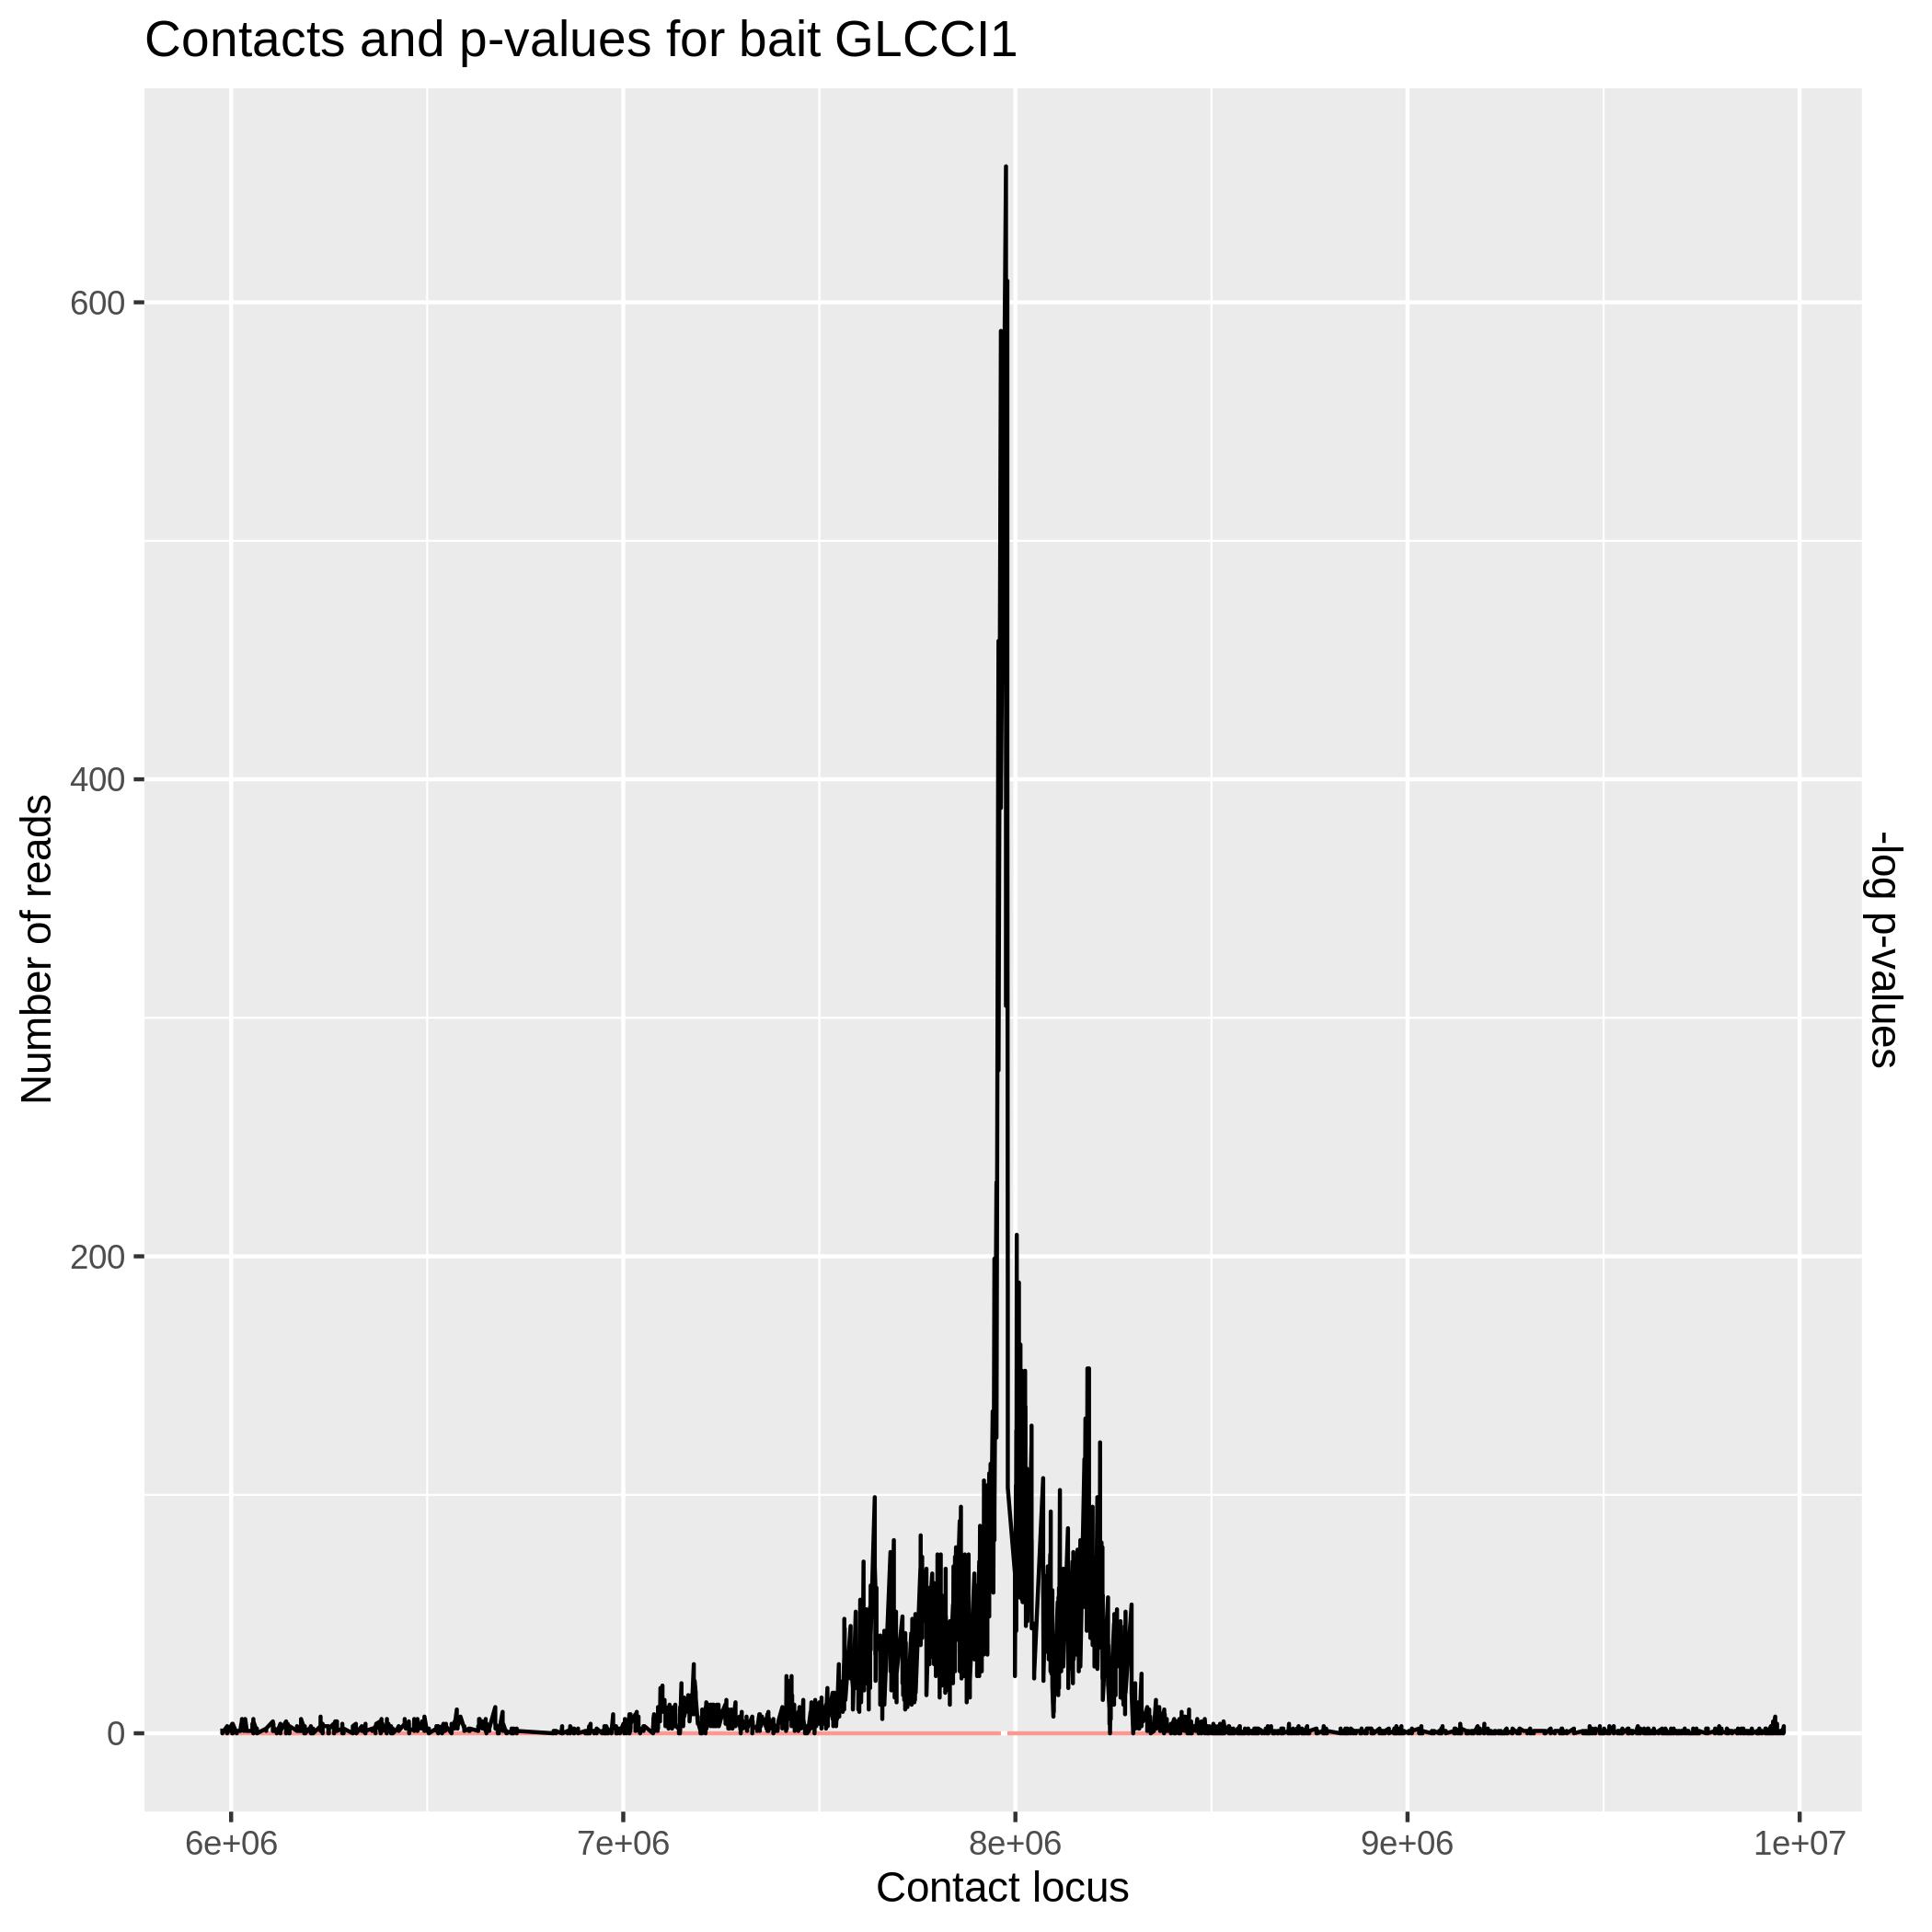 Contacts and p-values for bait GLCCI1
Number of reads
600
400
200
0
-log p-values
6e+06 7e+06 8e+06 9e+06 1e+07
Contact locus